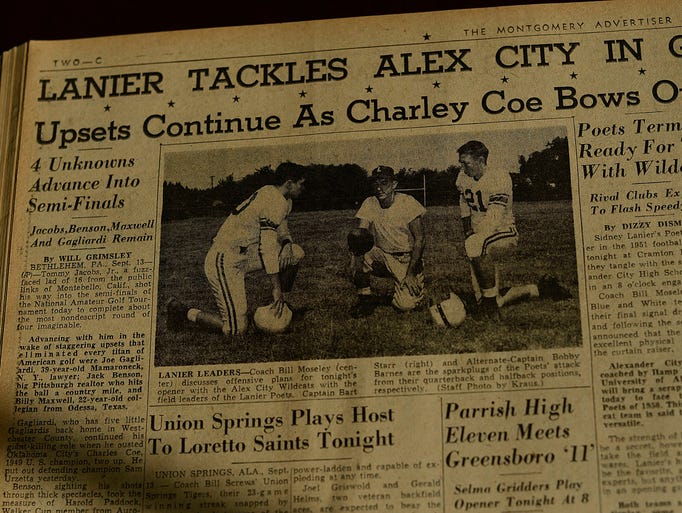 TWO—C
THE MONTGOMERY ADVERTISER
LANIER TACKLES ALEX CITY IN
Upsets Continue As Charley Coe Bows
4 Unknowns
Advance Into
Semi-Finals
Jacobs, Benson, Maxwell
And Gagliardi Remain
By WILL GRIMSLEY
BETHLEHEM, PA., Sept. 13—
(AP)—Tommy Jacobs, Jr., a fuzz-
faced lad of 16 from the public
links of Montebello, Calif., shot
his way into the semi-finals of
the National Amateur Golf Tour-
nament today to complete about
the most nondescript round of
four imaginable.
Advancing with him in the
wake of staggering upsets that
eliminated every titan of
American golf were Joe Gagli-
ardi, 39-year-old Mamaroneck,
N. Y., lawyer; Jack Benson,
big Pittsburgh realtor who hits
the ball a country mile, and
Billy Maxwell, 22-year-old col-
legian from Odessa, Texas.
Gagliardi, who has five little
Gagliardis back home in West-
chester County, continued his
giant-killing role when he ousted
Oklahoma City's Charles Coe,
1949 U. S. champion, two up. He
put out defending champion Sam
Urzetta yesterday.
Benson, sighting his shots
through thick spectacles, took the
measure of Harold Paddock,
Walker Cup member from Auro-
LANIER LEADERS—Coach Bill Moseley (cen-
ter) discusses offensive plans for tonight's
opener with the Alex City Wildcats with the
field leaders of the Lanier Poets. Captain Bart
Starr (right) and Alternate-Captain Bobby
Barnes are the sparkplugs of the Poets' attack
from their quarterback and halfback positions,
respectively. (Staff Photo by Kraus.)
Union Springs Plays Host
To Loretto Saints Tonight
UNION SPRINGS, ALA., Sept.
13 — Coach Bill Screws' Union
Springs Tigers, their 23-game
winning streak snapped by
power-ladden and capable of ex-
ploding at any time.
Joel Griswold and Gerald
Helms, two veteran backfield
aces, are expected to bear the
Parrish High
Eleven Meets
Greensboro '11'
Selma Gridders Play
Opener Tonight At 8
Poets Term
Ready For
With Wild
Rival Clubs Ex
To Flash Speed
By DIZZY DISM
Sidney Lanier's Poet
in the 1951 football
tonight at Cramton
they tangle with the
ander City High School
in an 8 o'clock eng
Coach Bill Mosele
Blue and White te
their final signal dr
and following the se
announced that the
excellent physical
the curtain raiser.
Alexander City
coached by Hamp
University of A
will bring a
today to face
Poets of 1950. This
cat team is said t
versatile.
The strength of
be a secret, howe
take the field a
wares. Lanier's
be the favorite, a
experts, but anyth
in an opening g
Both teams